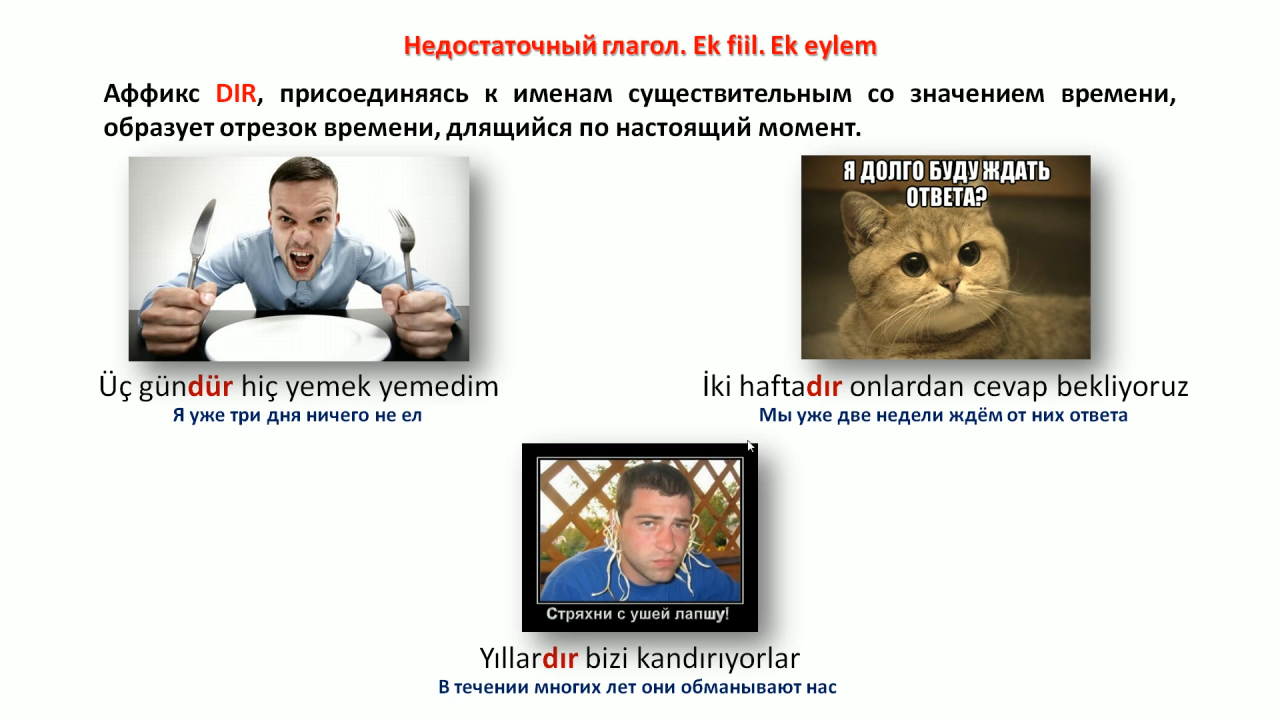 Недостаточный глагол. Ek fiil. Ek eylem
Аффикс DIR, присоединяясь к именам существительным со значением времени,
образует отрезок времени, длящийся по настоящий момент.
Я ДОЛГО БУДУ ЖДАТЬ
ОТВЕТА?
Üç gündür hiç yemek yemedim
Я уже три дня ничего не ел
İki haftadır onlardan cevap bekliyoruz
Мы уже две недели ждём от них ответа
Стряхни с ушей лапшу!
Yıllardır bizi kandırıyorlar
В течении многих лет они обманывают нас